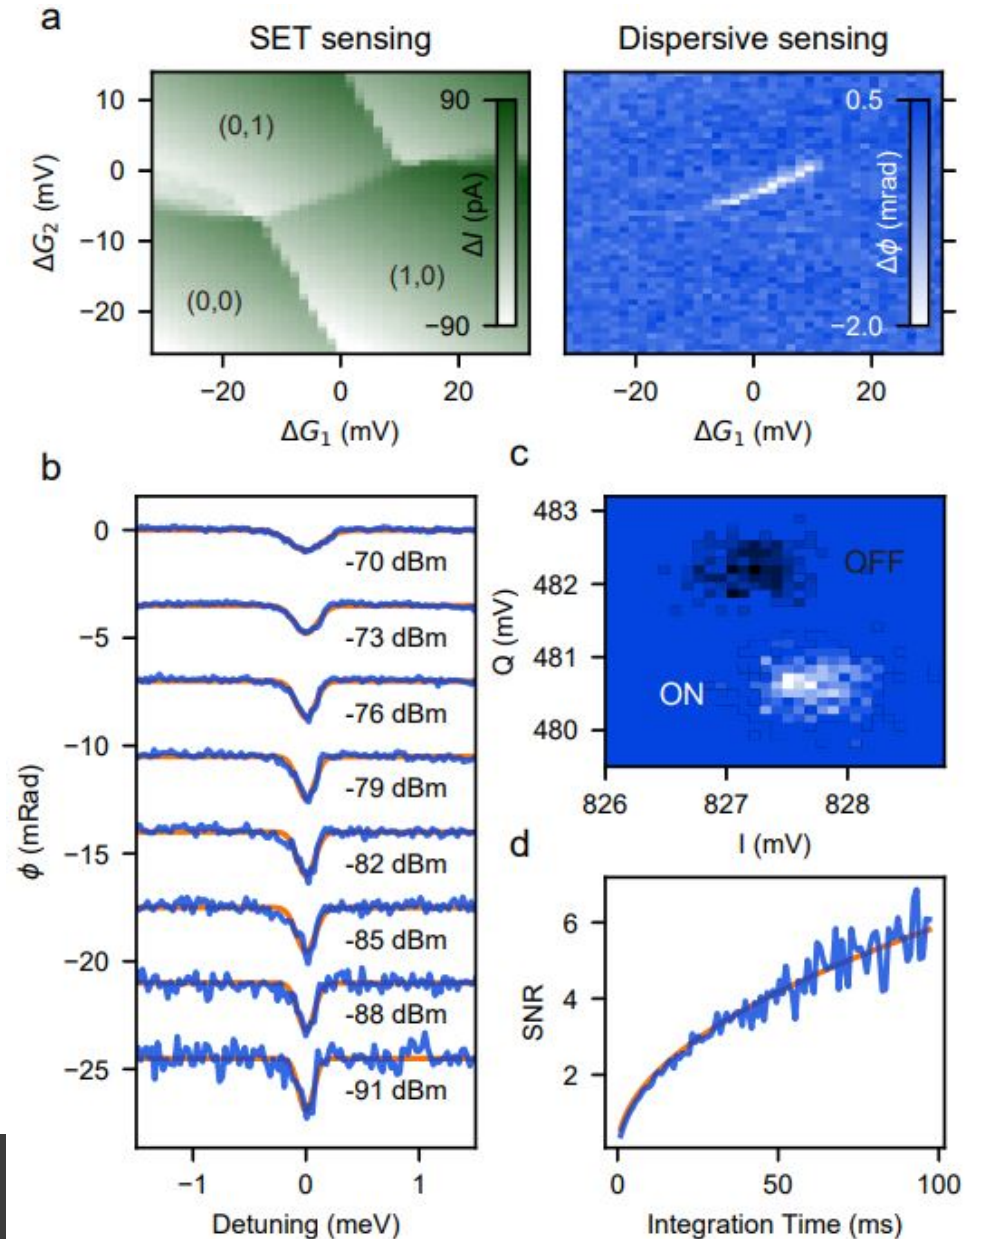 a
SET sensing
Dispersive sensing
10
0
−10
−20
ΔG₂ (mV)
(0,1)
(0,0)
(1,0)
90
−90
ΔI (pA)
−20
0
20
ΔG₁ (mV)
0.5
−2.0
Δϕ (mrad)
−20
0
20
ΔG₁ (mV)
b
0
−5
−10
−15
−20
−25
ϕ (mRad)
-70 dBm
-73 dBm
-76 dBm
-79 dBm
-82 dBm
-85 dBm
-88 dBm
-91 dBm
−1
0
1
Detuning (meV)
c
483
482
481
480
Q (mV)
OFF
ON
826
827
828
I (mV)
d
6
4
2
SNR
0
50
100
Integration Time (ms)